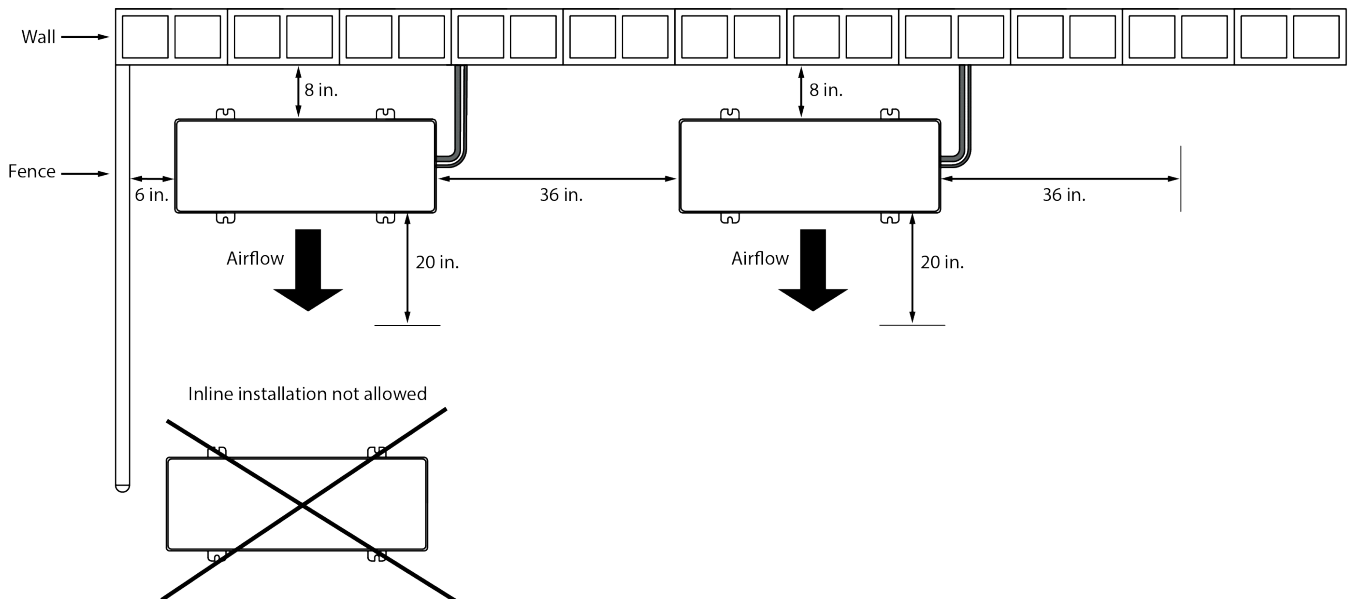 Wall
8 in.
8 in.
Fence
6 in.
36 in.
36 in.
Airflow
20 in.
Airflow
20 in.
Inline installation not allowed